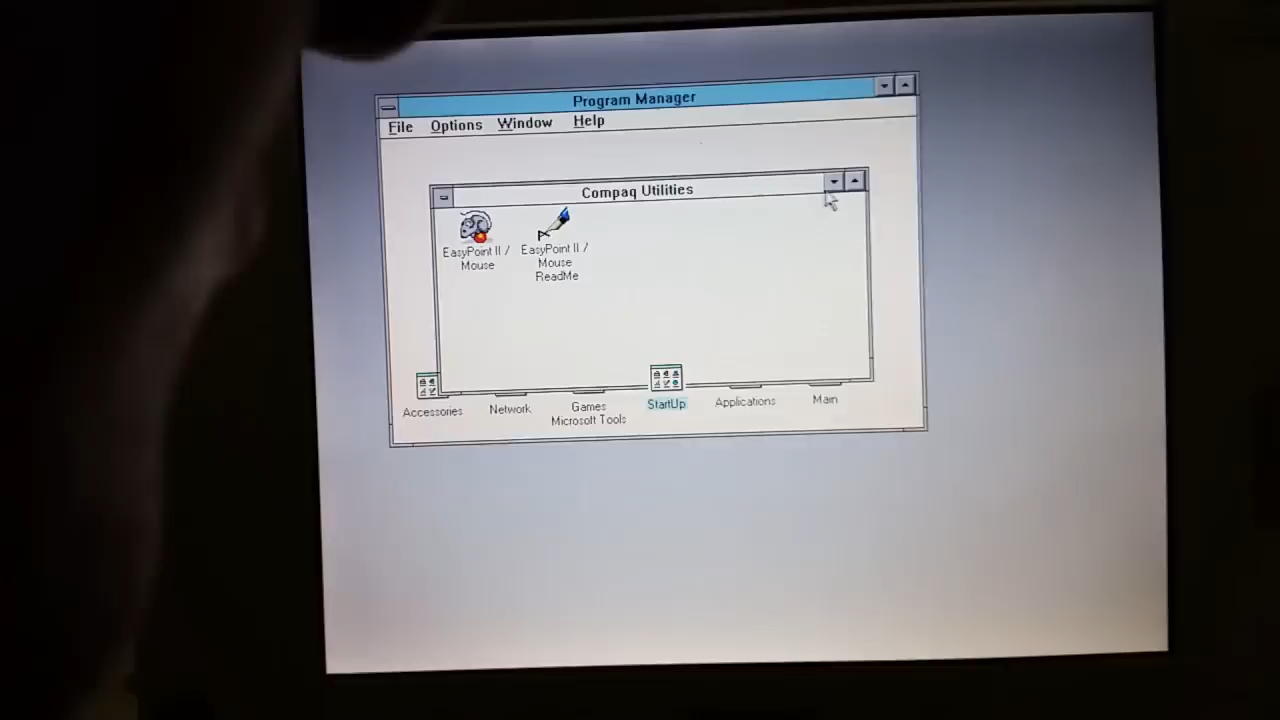 Program Manager
File Options Window Help
Compaq Utilities
EasyPoint II /
Mouse
EasyPoint II /
Mouse
ReadMe
Accessories
Network
Games
Microsoft Tools
StartUp
Applications
Main